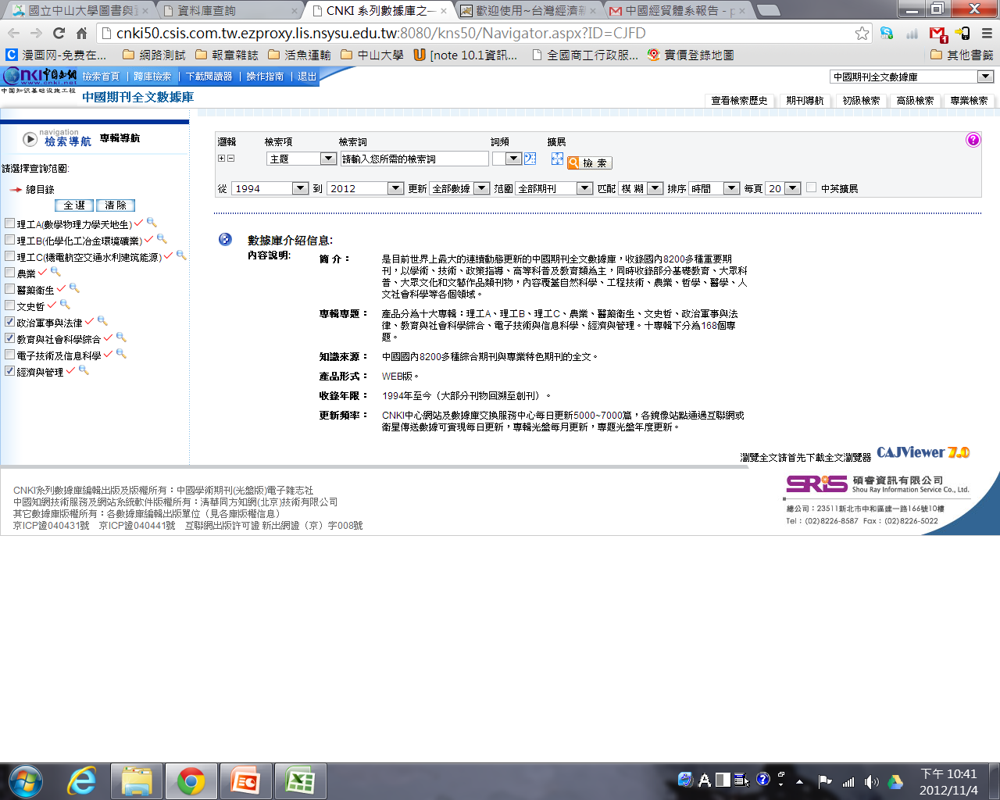 國立中山大學圖書與資
資料庫查詢
CNKI 系列數據庫之一
歡迎使用~台灣經濟新
中國經貿體系報告 - p
cnki50.csis.com.tw.ezproxy.lis.nsysu.edu.tw:8080/kns50/Navigator.aspx?ID=CJFD
漫画网-免费在...
網路測試
報章雜誌
活魚運輸
中山大學
[note 10.1資訊...
全國商工行政服...
實價登錄地圖
其他書籤
CNKI 中国知網
www.cnki.net
中国知识基础设施工程
檢索首頁 | 跨庫檢索 | 下載閱讀器 | 操作指南 | 退出
中國期刊全文數據庫
中國期刊全文數據庫
查看檢索歷史 期刊導航 初級檢索 高級檢索 專業檢索
navigation
檢索導航 專輯導航
請選擇查詢范圍:
總目錄
全 選 清 除
理工A(數學物理力學天地生)
理工B(化學化工冶金環境礦業)
理工C(機電航空交通水利建筑能源)
農業
醫藥衛生
文史哲
政治軍事與法律
教育與社會科學綜合
電子技術及信息科學
經濟與管理
邏輯 檢索項 檢索詞 詞頻 擴展
主題 請輸入您所需的檢索詞 檢 索
從 1994 到 2012 更新 全部數據 范圍 全部期刊 匹配 模 糊 排序 時間 每頁 20 中英擴展
數據庫介紹信息:
內容說明:
簡 介：
是目前世界上最大的連續動態更新的中國期刊全文數據庫，收錄國內8200多種重要期
刊，以學術、技術、政策指導、高等科普及教育類為主，同時收錄部分基礎教育、大眾科
普、大眾文化和文藝作品類刊物，內容覆蓋自然科學、工程技術、農業、哲學、醫學、人
文社會科學等各個領域。
專輯專題：
產品分為十大專輯：理工A、理工B、理工C、農業、醫藥衛生、文史哲、政治軍事與法
律、教育與社會科學綜合、電子技術與信息科學、經濟與管理。十專輯下分為168個專
題。
知識來源：
中國國內8200多種綜合期刊與專業特色期刊的全文。
產品形式：
WEB版。
收錄年限：
1994年至今（大部分刊物回溯至創刊）。
更新頻率：
CNKI中心網站及數據庫交換服務中心每日更新5000~7000篇，各鏡像站點通過互聯網或
衛星傳送數據可實現每日更新，專輯光盤每月更新，專題光盤年度更新。
瀏覽全文請首先下載全文瀏覽器 CAJViewer 7.0
CNKI系列數據庫編輯出版及版權所有：中國學術期刊(光盤版)電子雜志社
中國知網技術服務及網站系統軟件版權所有：清華同方知網(北京)技術有限公司
其它數據庫版權所有：各數據庫編輯出版單位（見各庫版權信息）
京ICP證040431號 京ICP證040441號 互聯網出版許可證 新出網證（京）字008號
SRIS 碩睿資訊有限公司
Shou Ray Information Service Co., Ltd.
總公司：23511新北市中和區建一路166號10樓
Tel：(02)8226-8587 Fax：(02)8226-5022
下午 10:41
2012/11/4